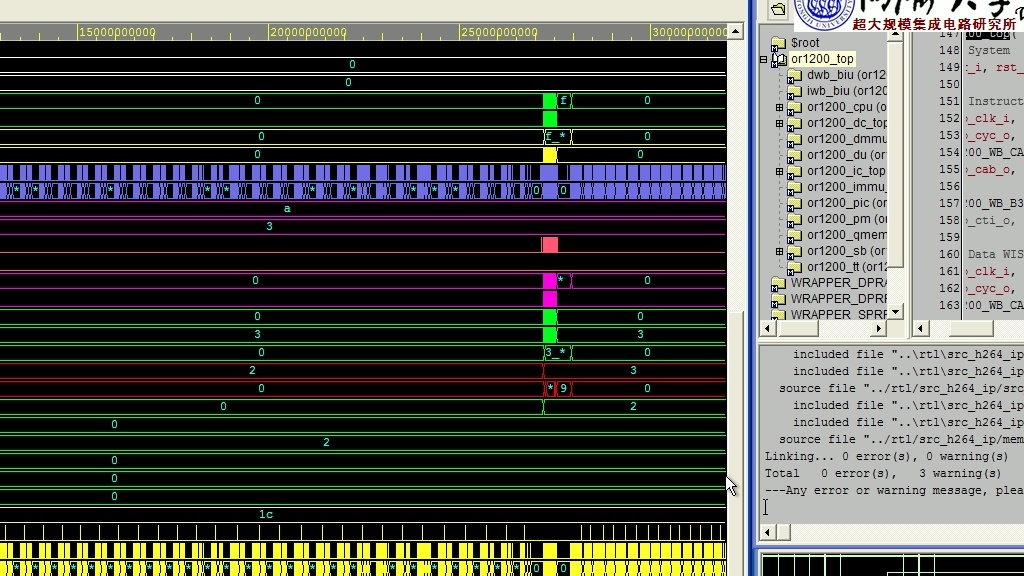 15000000000 20000000000 25000000000
超大规模集成电路研究所
0
0
0 f 0
f_* 0
0 0
0 0
a
3
0 * 0
0 0
3 3
0 3_* 0
2 3
0 * 9 0
0 2
0
2
0
0
0
1c
0 0
$root
or1200_top
dwb_biu (or12
iwb_biu (or120
or1200_cpu (o
or1200_dc_top
or1200_dmmu
or1200_du (or
or1200_ic_top
or1200_immu_
or1200_pic (or
or1200_pm (or
or1200_qmem
or1200_sb (or
or1200_tt (or12
WRAPPER_DPRA
WRAPPER_DPRF
WRAPPER_SPRF
147 00_top(
148 System
149 _i, rst_
150
151 Instruct
152 _clk_i,
153 _cyc_o,
154 00_WB_CA
155 _cab_o,
156
157 00_WB_B3
158 _cti_o,
159
160 Data WIS
161 _clk_i,
162 _cyc_o,
163 00_WB_CA
included file "..\rtl\src_h264_ip
included file "..\rtl\src_h264_ip
source file "../rtl/src_h264_ip/src
included file "..\rtl\src_h264_ip
included file "..\rtl\src_h264_ip
source file "../rtl/src_h264_ip/mem
Linking... 0 error(s), 0 warning(s)
Total 0 error(s), 3 warning(s)
---Any error or warning message, plea